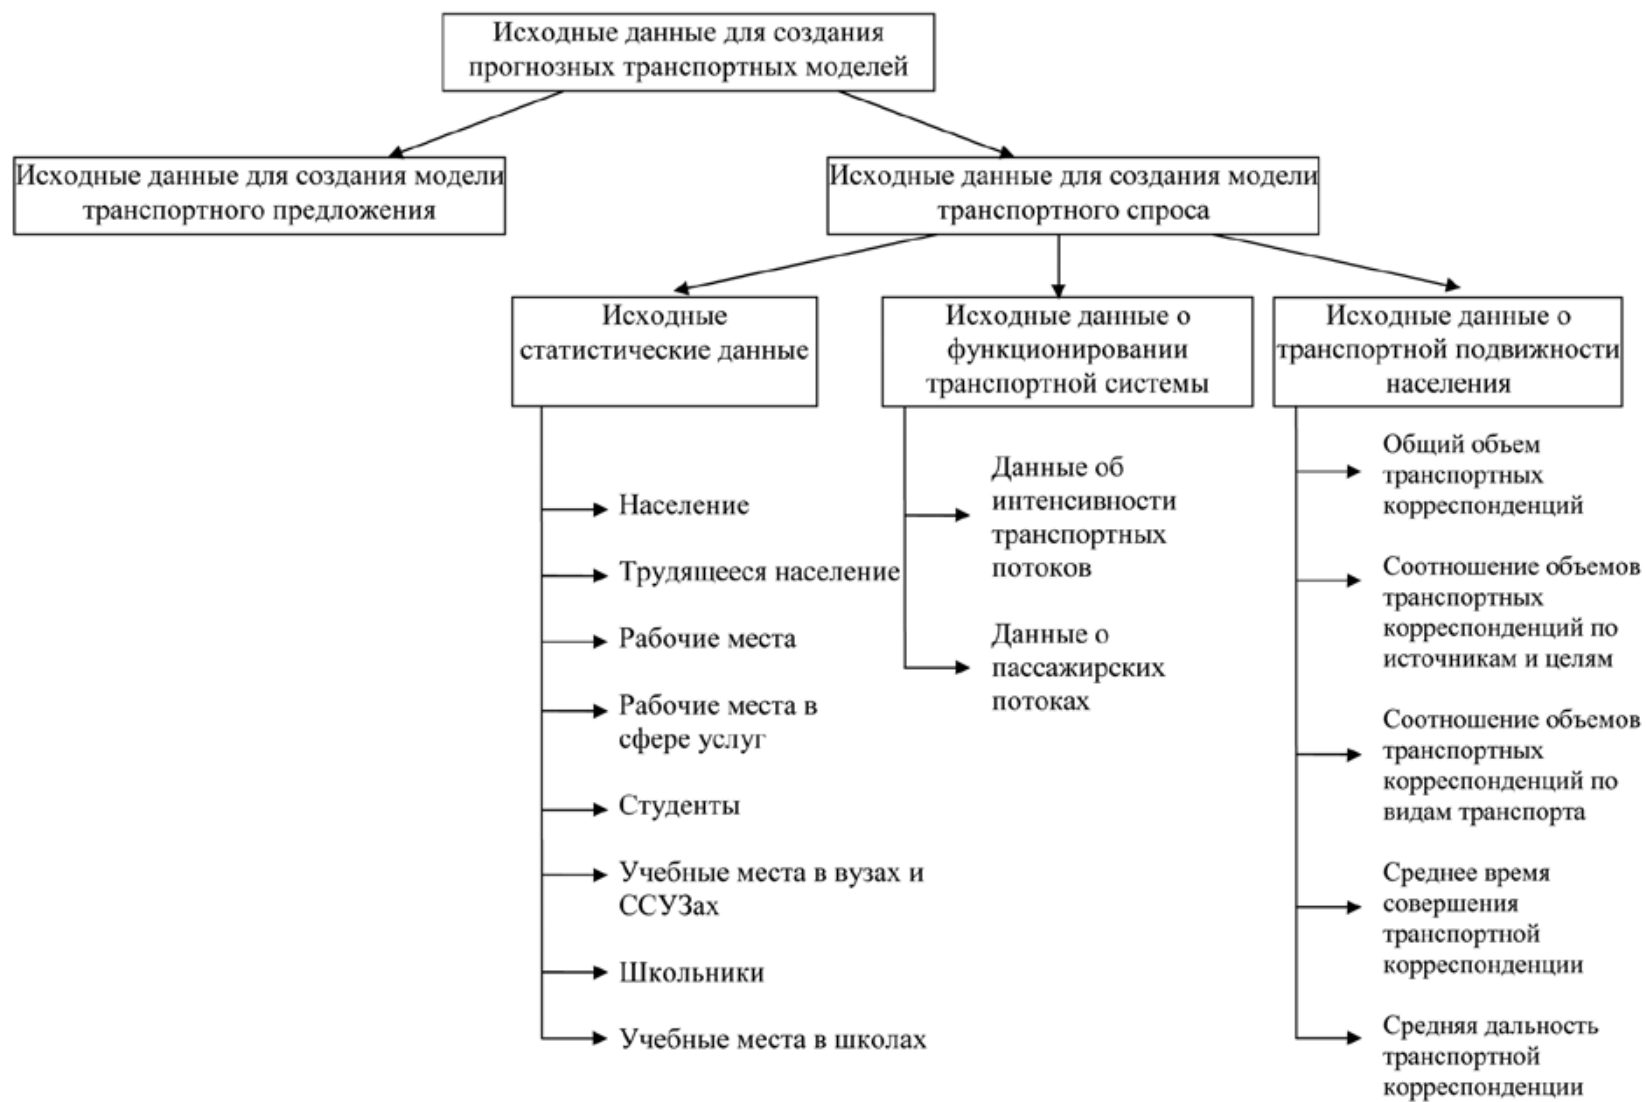 Исходные данные для создания
прогнозных транспортных моделей
Исходные данные для создания модели
транспортного предложения
Исходные данные для создания модели
транспортного спроса
Исходные
статистические данные
Население
Трудящееся население
Рабочие места
Рабочие места в
сфере услуг
Студенты
Учебные места в вузах и
ССУЗах
Школьники
Учебные места в школах
Исходные данные о
функционировании
транспортной системы
Данные об
интенсивности
транспортных
потоков
Данные о
пассажирских
потоках
Исходные данные о
транспортной подвижности
населения
Общий объем
транспортных
корреспонденций
Соотношение объемов
транспортных
корреспонденций по
источникам и целям
Соотношение объемов
транспортных
корреспонденций по
видам транспорта
Среднее время
совершения
транспортной
корреспонденции
Средняя дальность
транспортной
корреспонденции